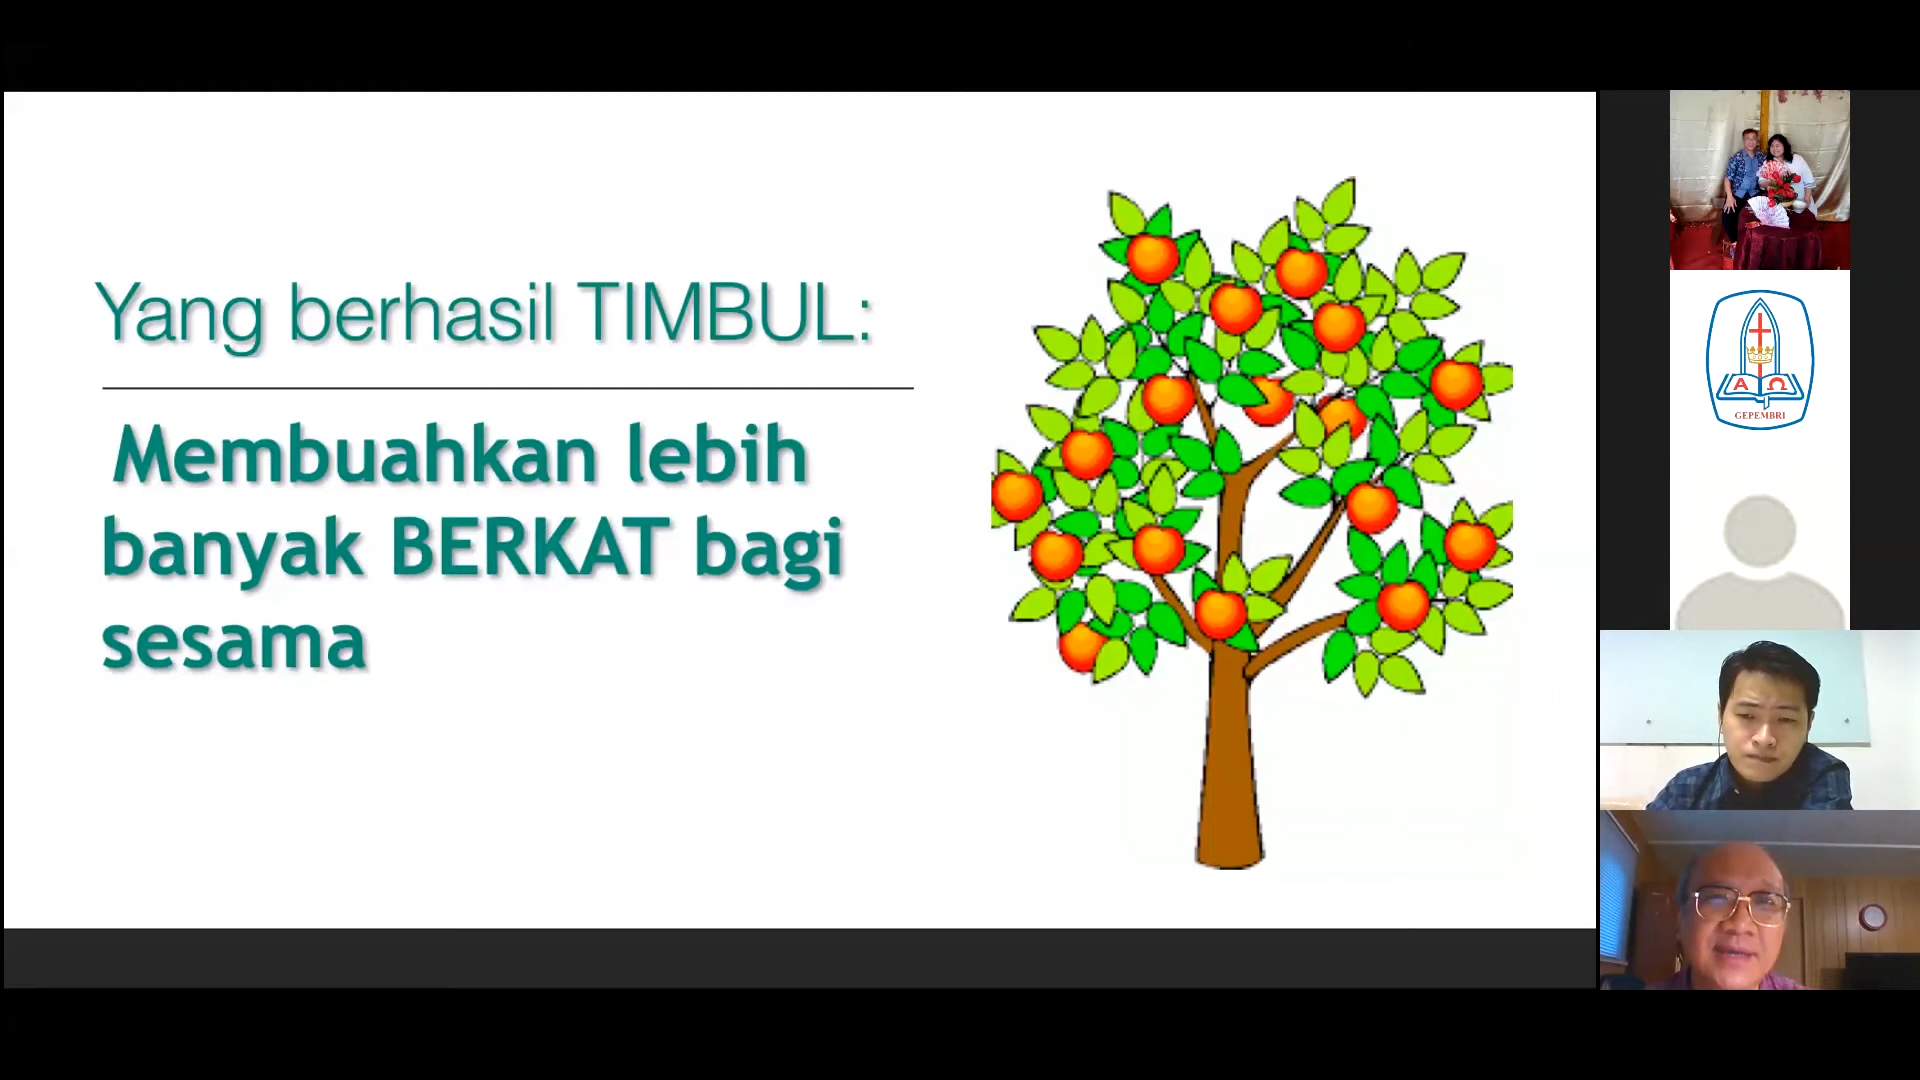 Yang berhasil TIMBUL:
Membuahkan lebih
banyak BERKAT bagi
sesama
Α Ω
GEPEMBRI